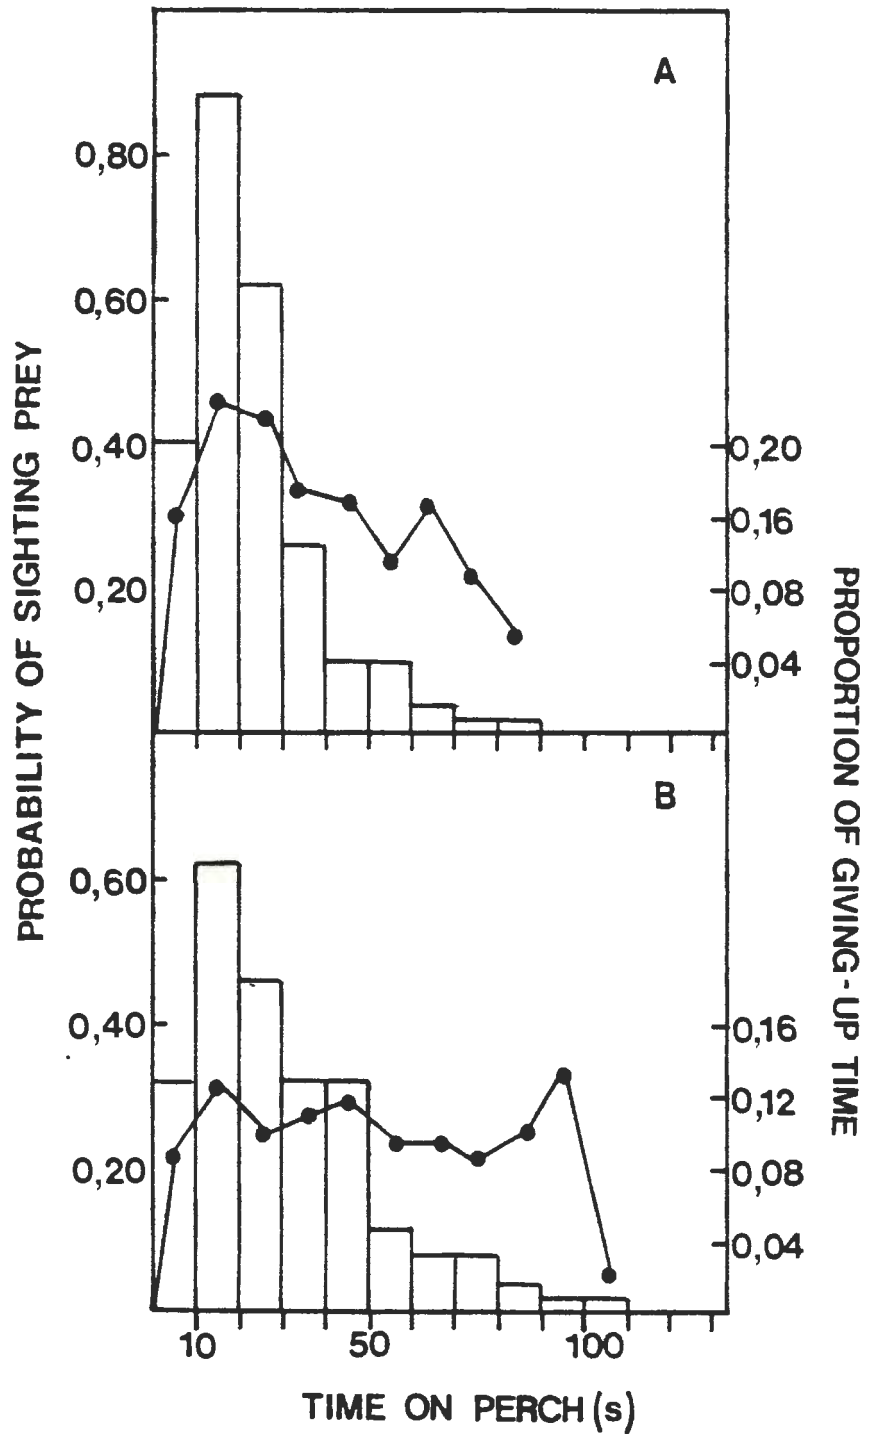 A
0,80
0,60
0,40
0,20
0,20
0,16
0,08
0,04
PROBABILITY OF SIGHTING PREY
PROPORTION OF GIVING-UP TIME
B
0,60
0,40
0,20
0,16
0,12
0,08
0,04
10 50 100
TIME ON PERCH (s)